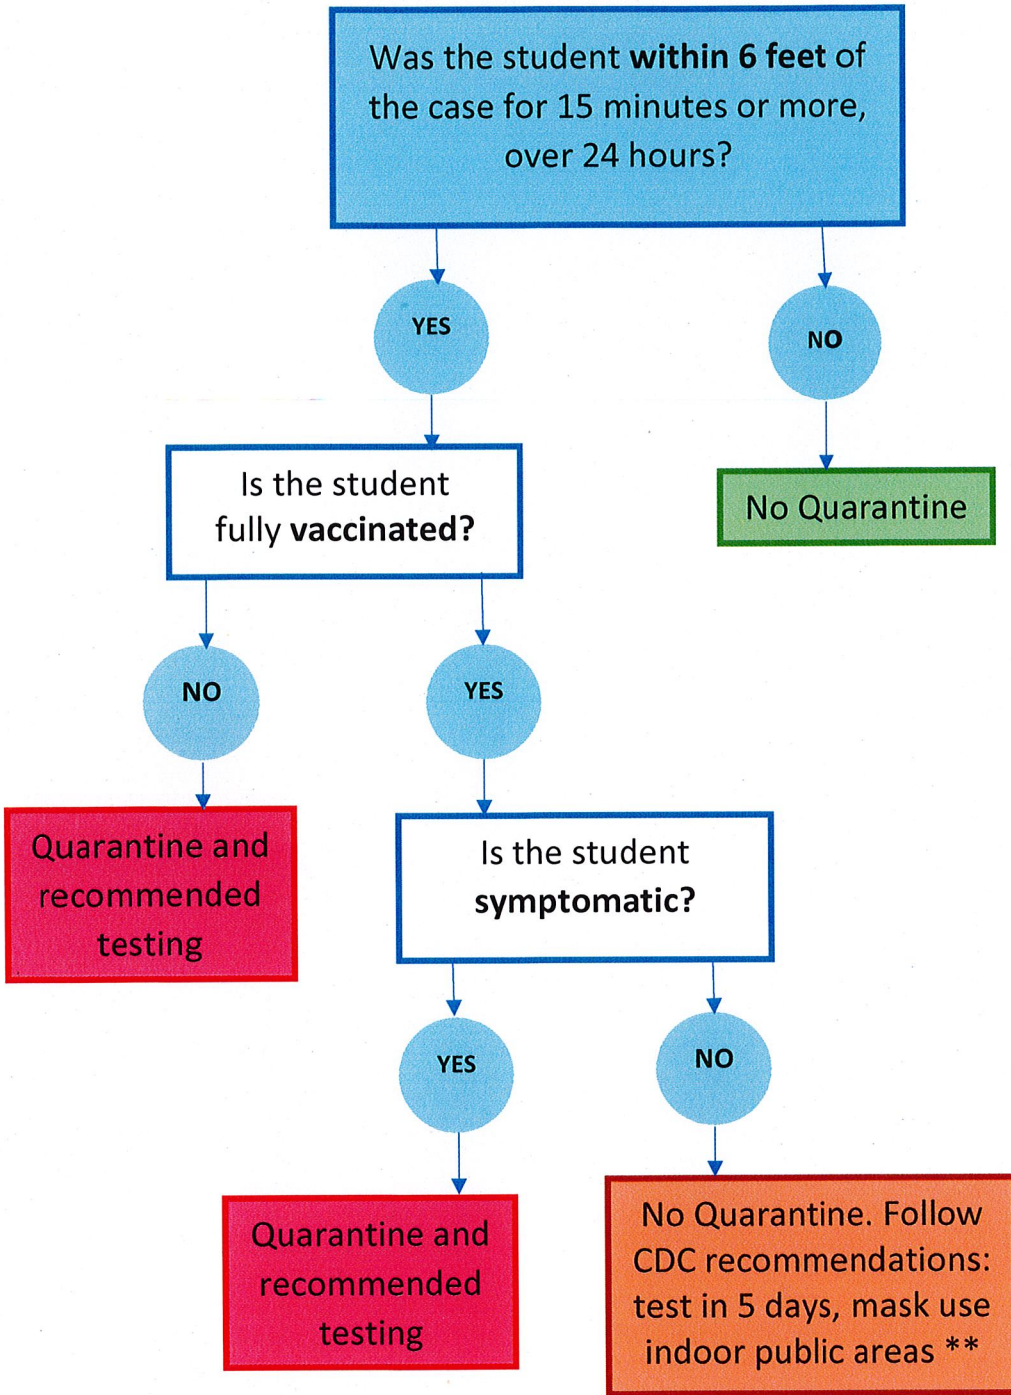 Was the student within 6 feet of
the case for 15 minutes or more,
over 24 hours?
YES
NO
Is the student
fully vaccinated?
No Quarantine
NO
YES
Quarantine and
recommended
testing
Is the student
symptomatic?
YES
NO
Quarantine and
recommended
testing
No Quarantine. Follow
CDC recommendations:
test in 5 days, mask use
indoor public areas **